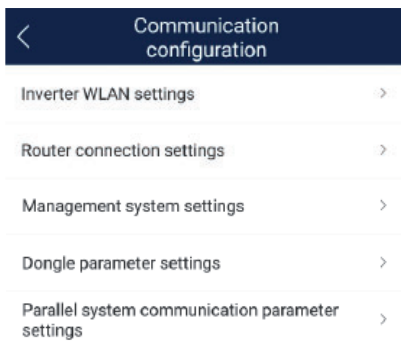 Communication
configuration
Inverter WLAN settings
Router connection settings
Management system settings
Dongle parameter settings
Parallel system communication parameter
settings